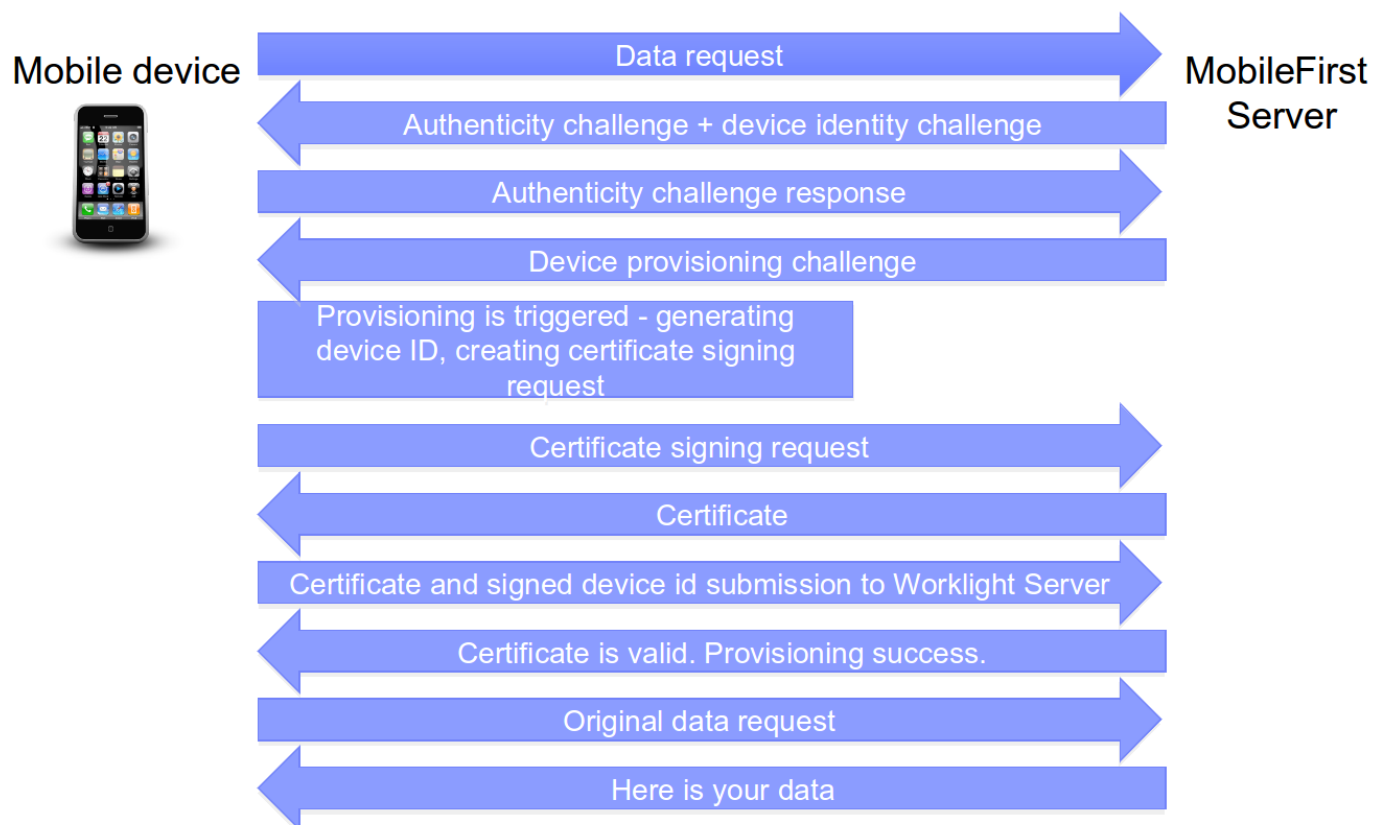 Data request
Mobile device
MobileFirst
Server
Authenticity challenge + device identity challenge
Authenticity challenge response
Device provisioning challenge
Provisioning is triggered - generating
device ID, creating certificate signing
request
Certificate signing request
Certificate
Certificate and signed device id submission to Worklight Server
Certificate is valid. Provisioning success.
Original data request
Here is your data